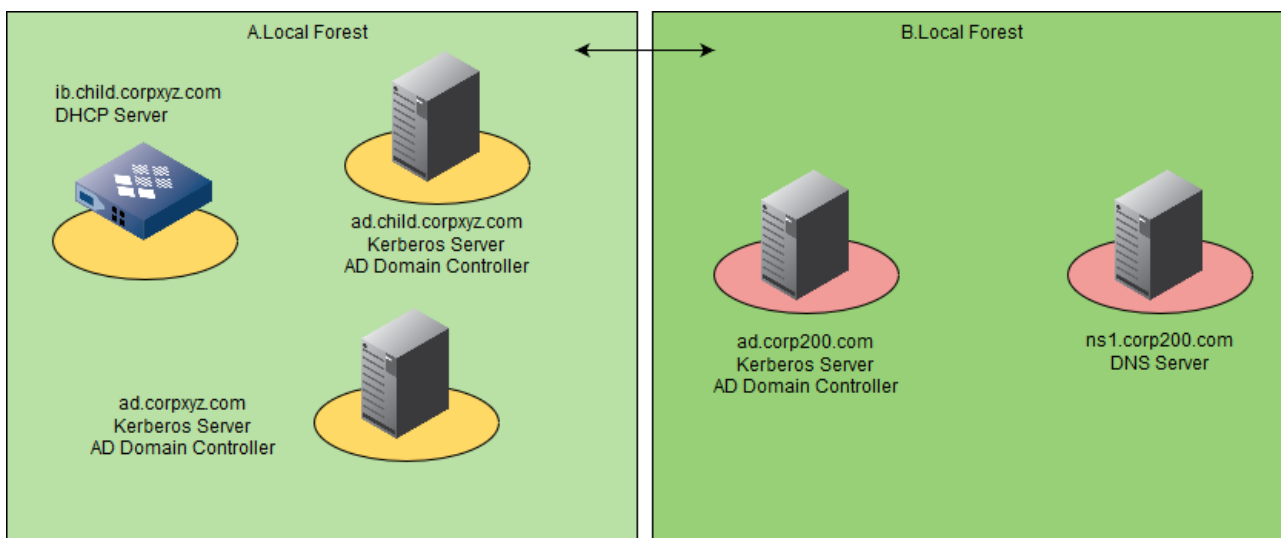 A.Local Forest
ib.child.corpxyz.com
DHCP Server
ad.child.corpxyz.com
Kerberos Server
AD Domain Controller
ad.corpxyz.com
Kerberos Server
AD Domain Controller
B.Local Forest
ad.corp200.com
Kerberos Server
AD Domain Controller
ns1.corp200.com
DNS Server